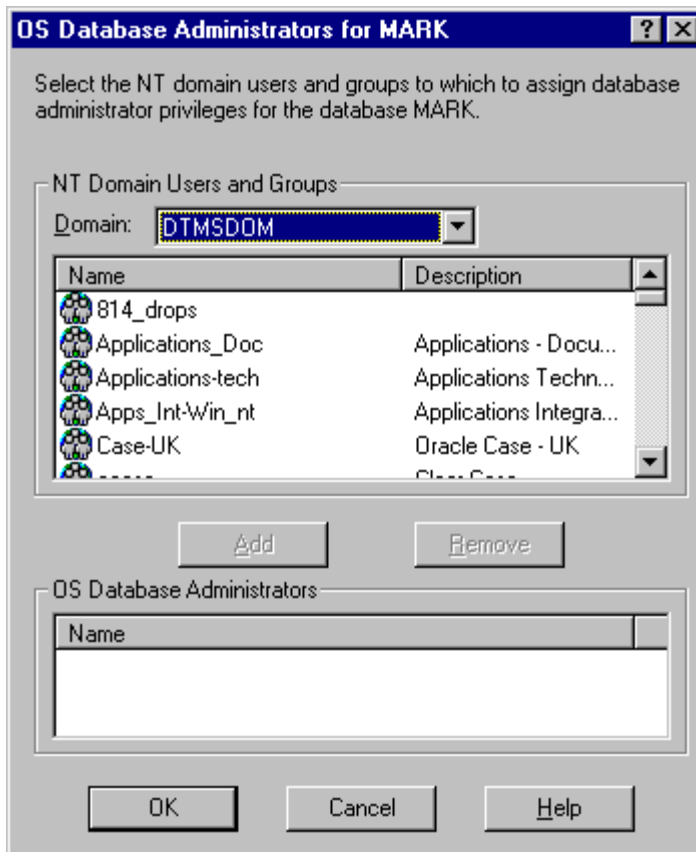 OS Database Administrators for MARK
Select the NT domain users and groups to which to assign database
administrator privileges for the database MARK.
NT Domain Users and Groups
Domain: DTMSDOM
Name Description
814_drops
Applications_Doc Applications - Docu...
Applications-tech Applications Techn...
Apps_Int-Win_nt Applications Integra...
Case-UK Oracle Case - UK
Add Remove
OS Database Administrators
Name
OK Cancel Help